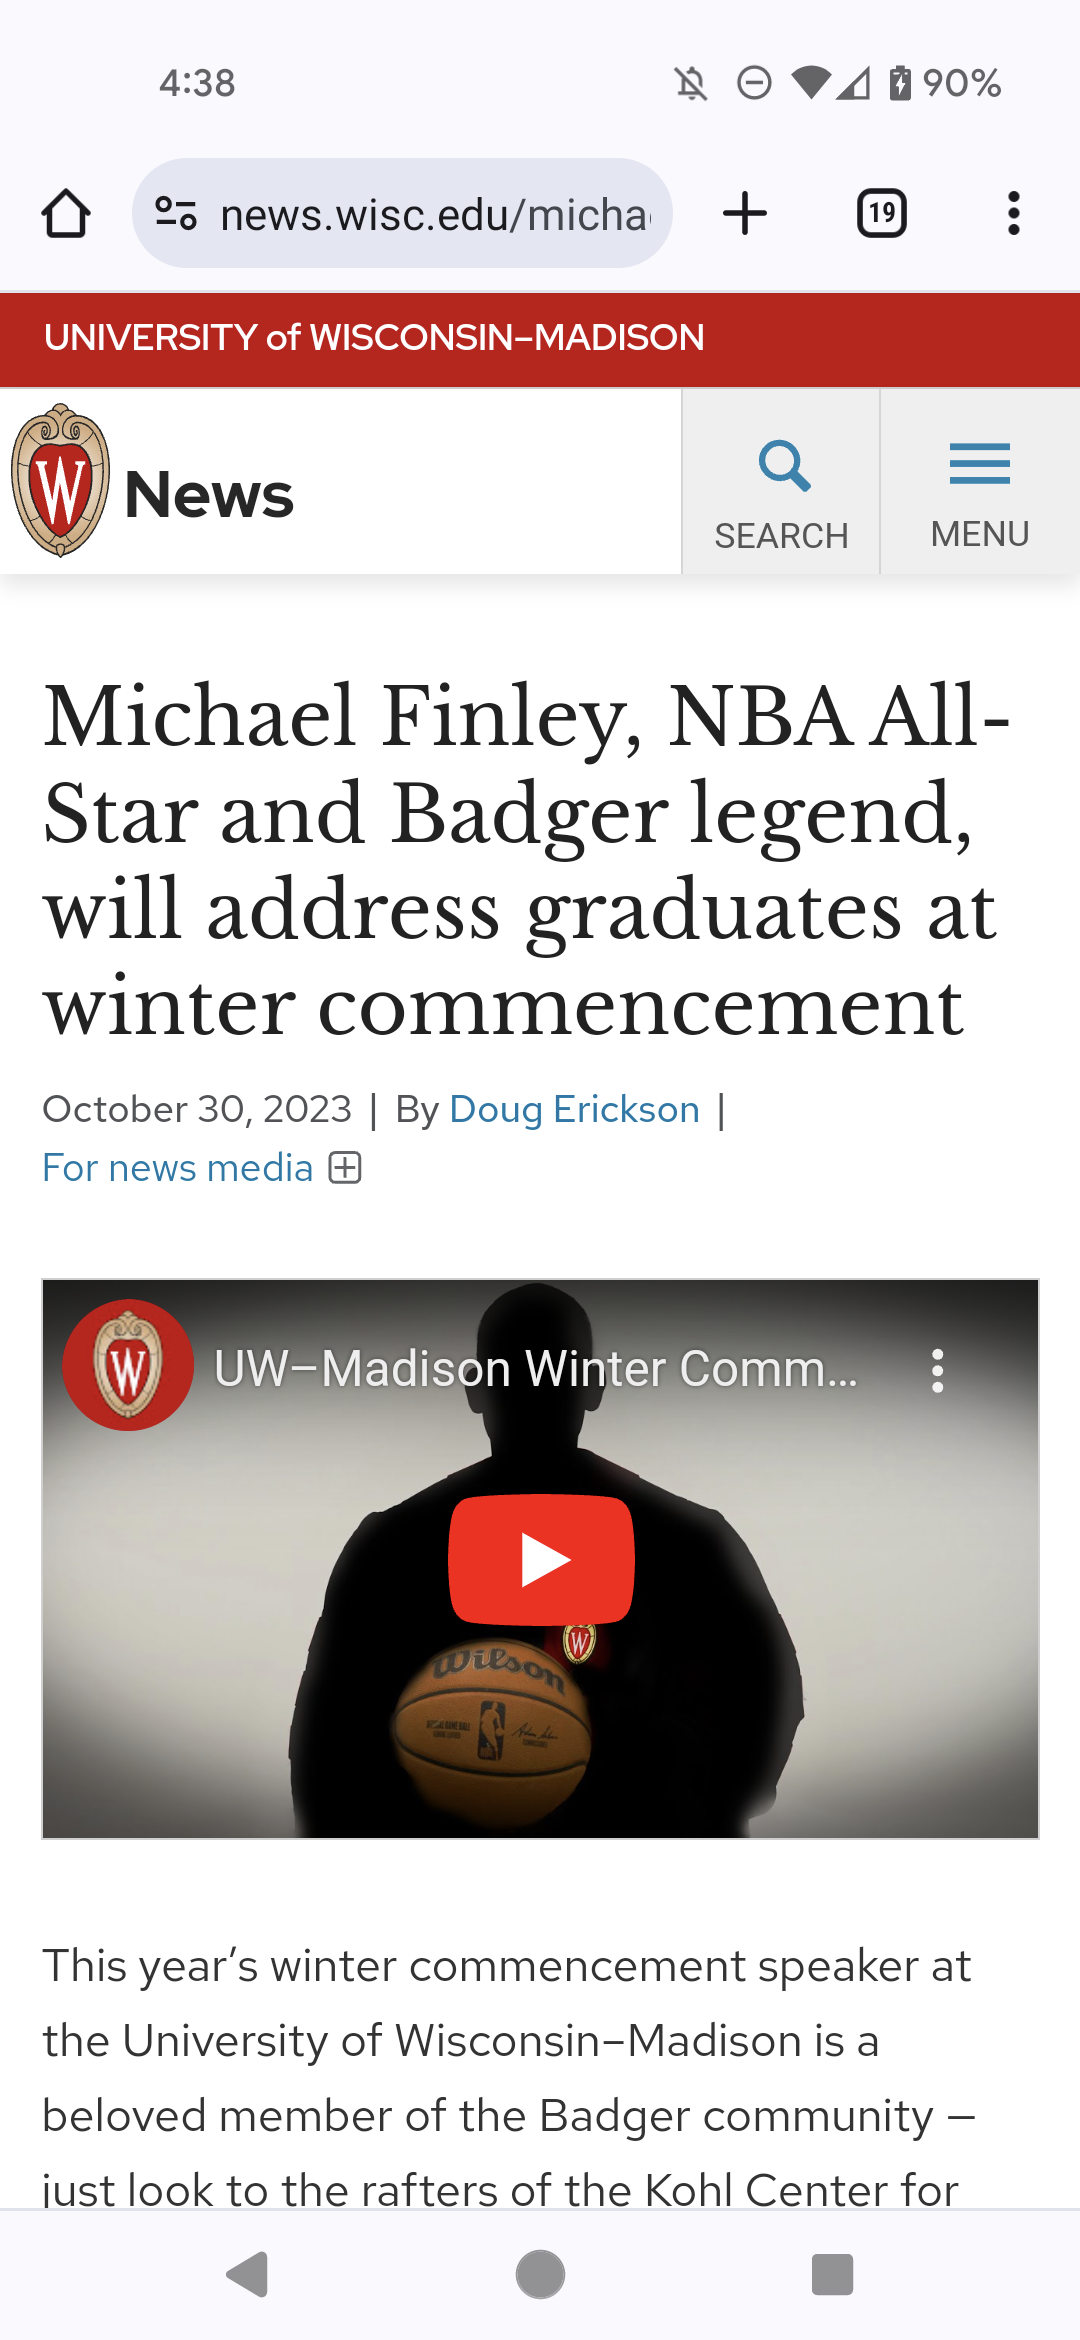 4:38
90%
news.wisc.edu/micha
19
UNIVERSITY of WISCONSIN–MADISON
W
News
SEARCH
MENU
Michael Finley, NBA All-
Star and Badger legend,
will address graduates at
winter commencement
October 30, 2023 | By Doug Erickson |
For news media
W
UW–Madison Winter Comm...
W
Wilson
This year’s winter commencement speaker at
the University of Wisconsin–Madison is a
beloved member of the Badger community —
just look to the rafters of the Kohl Center for